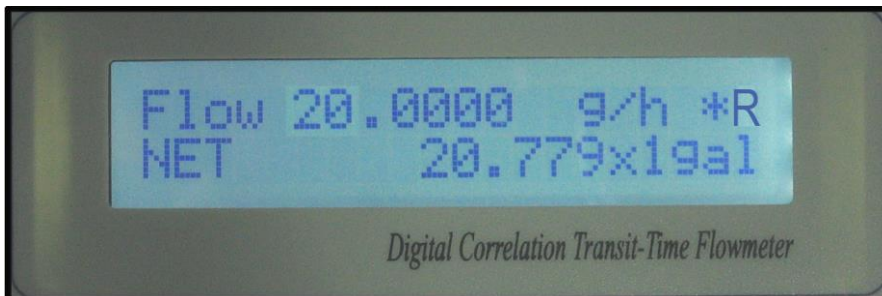 Flow 20.0000 g/h *R
NET 20.779x1gal
Digital Correlation Transit-Time Flowmeter